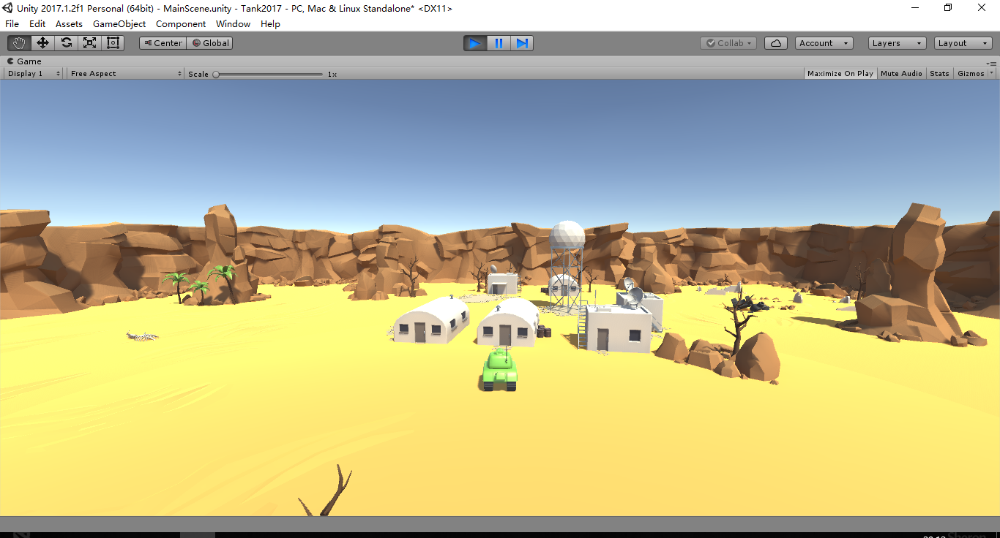 Unity 2017.1.2f1 Personal (64bit) - MainScene.unity - Tank2017 - PC, Mac & Linux Standalone* <DX11>
File Edit Assets GameObject Component Window Help
Center Global Collab Account Layers Layout
Game
Display 1 Free Aspect Scale 1x Maximize On Play Mute Audio Stats Gizmos